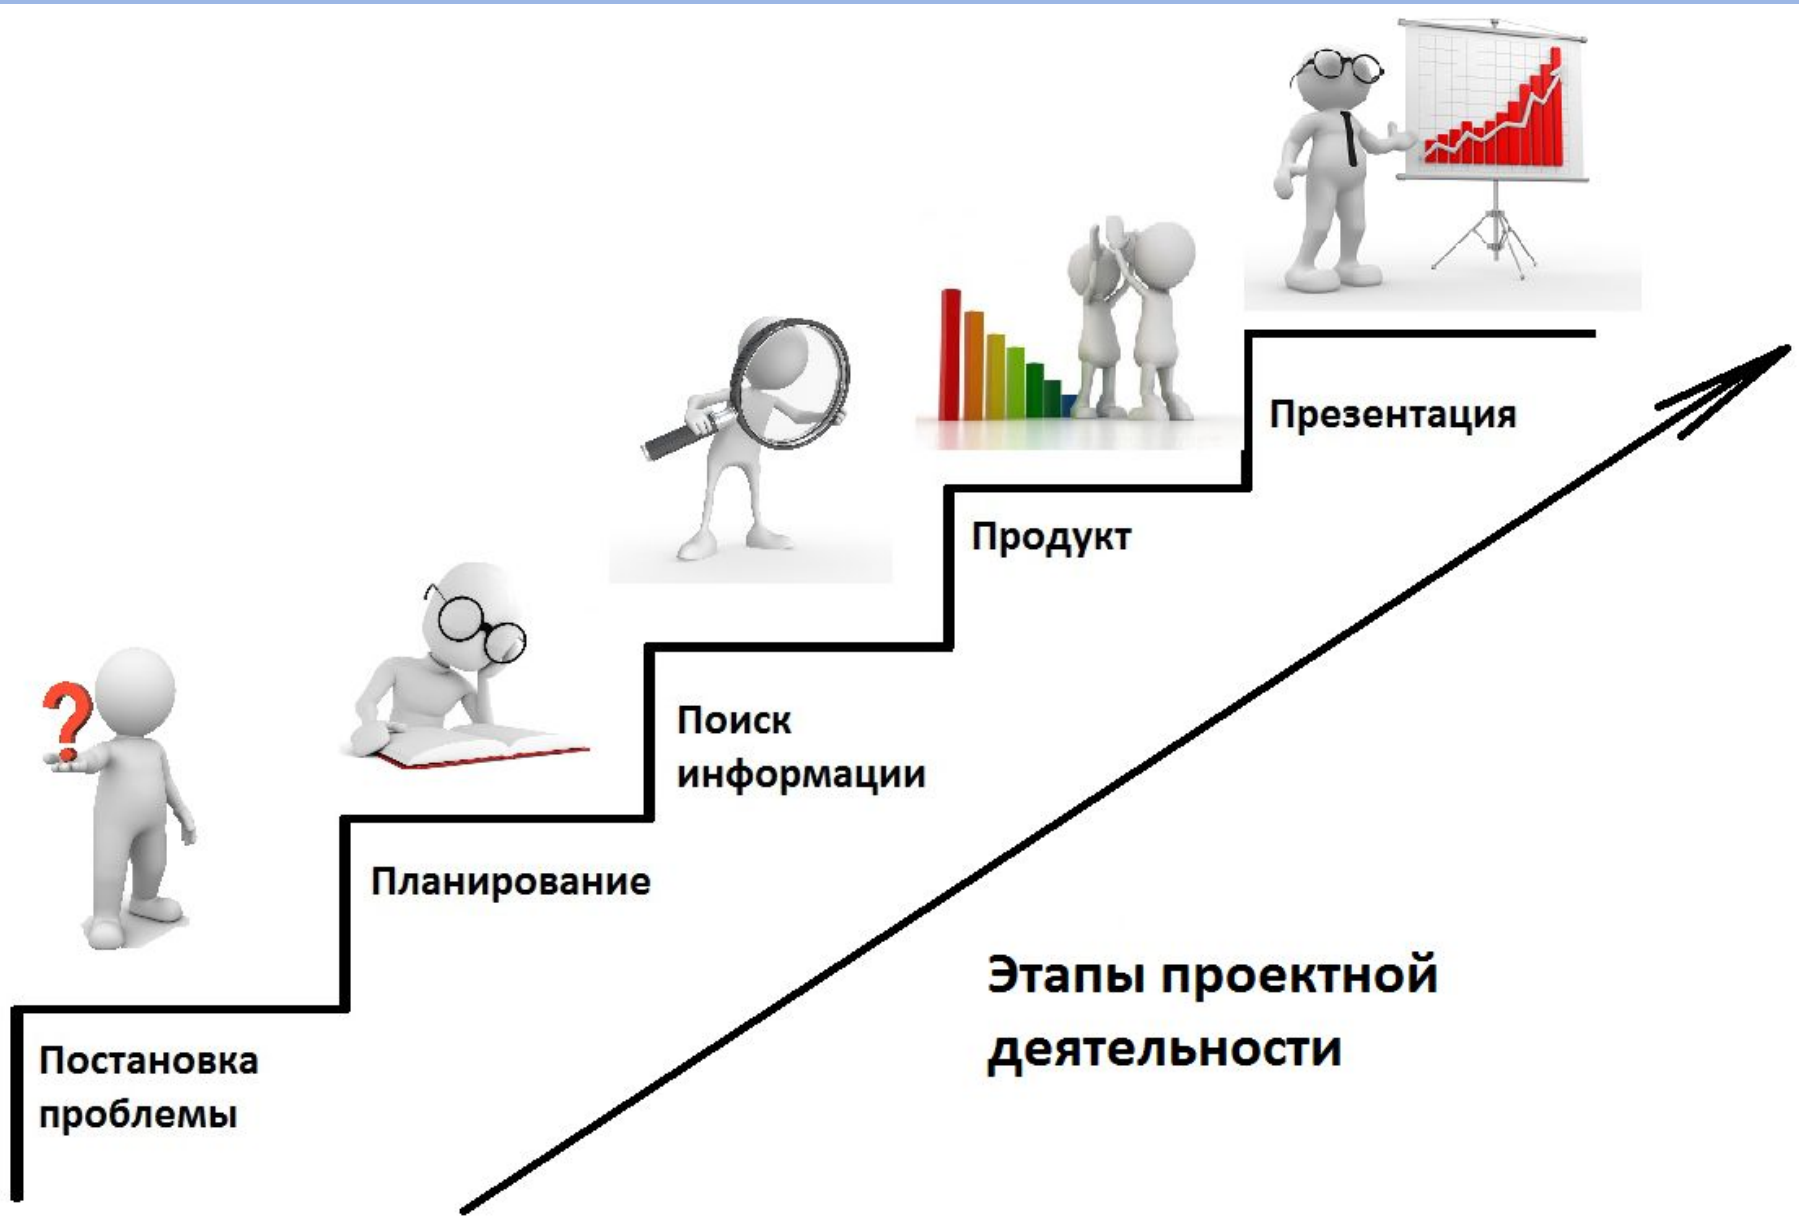 Постановка
проблемы
Планирование
Поиск
информации
Продукт
Презентация
Этапы проектной
деятельности